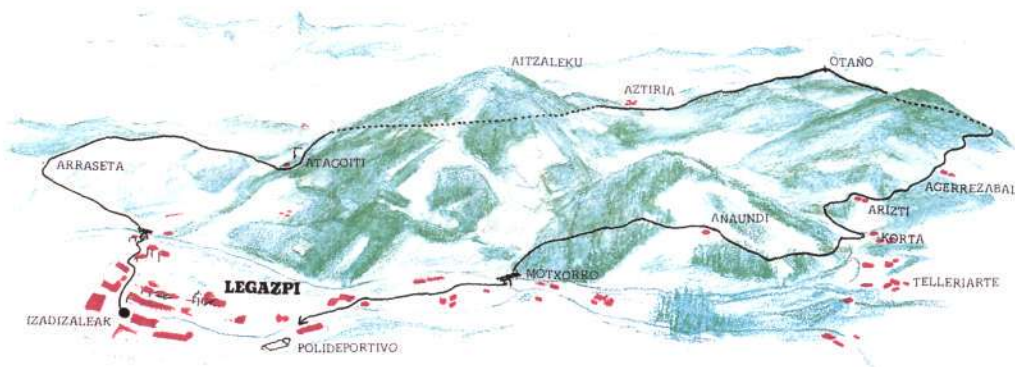 AITZALEKU
OTAÑO
AZTIRIA
ARRASETA
ATAGOITI
AGERREZABAL
ARIZTI
ANAUNDI
KORTA
MOTXORRO
TELLERIARTE
LEGAZPI
IZADIZALEAK
POLIDEPORTIVO